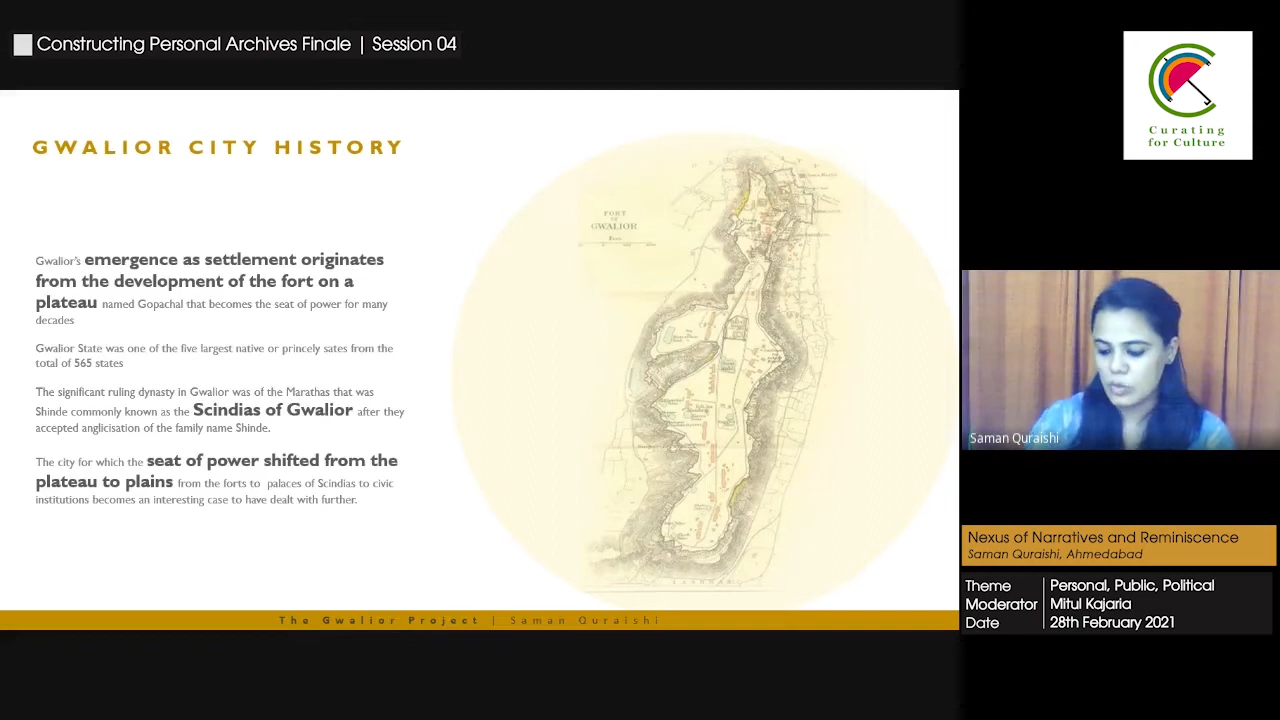 Constructing Personal Archives Finale | Session 04
Curating
for Culture
GWALIOR CITY HISTORY
Gwalior's emergence as settlement originates
from the development of the fort on a
plateau named Gopachal that becomes the seat of power for many
decades
Gwalior State was one of the five largest native or princely sates from the
total of 565 states
The significant ruling dynasty in Gwalior was of the Marathas that was
Shinde commonly known as the Scindias of Gwalior after they
accepted anglicisation of the family name Shinde.
The city for which the seat of power shifted from the
plateau to plains from the forts to palaces of Scindias to civic
institutions becomes an interesting case to have dealt with further.
FORT
OF
GWALIOR
The Gwalior Project | Saman Quraishi
Saman Quraishi
Nexus of Narratives and Reminiscence
Saman Quraishi, Ahmedabad
Theme Personal, Public, Political
Moderator Mitul Kajaria
Date 28th February 2021